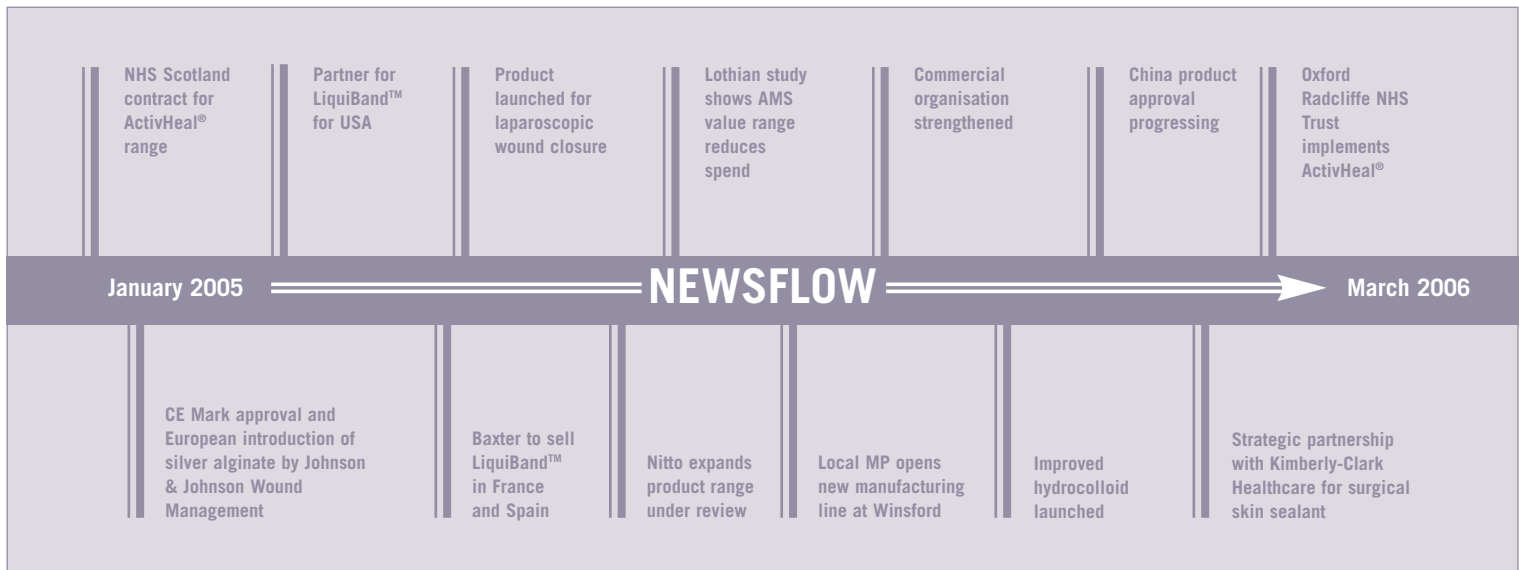 NHS Scotland
contract for
ActivHeal®
range
Partner for
LiquiBand™
for USA
Product
launched for
laparoscopic
wound closure
Lothian study
shows AMS
value range
reduces
spend
Commercial
organisation
strengthened
China product
approval
progressing
Oxford
Radcliffe NHS
Trust
implements
ActivHeal®
January 2005
NEWSFLOW
March 2006
CE Mark approval and
European introduction of
silver alginate by Johnson
& Johnson Wound
Management
Baxter to sell
LiquiBand™
in France
and Spain
Nitto expands
product range
under review
Local MP opens
new manufacturing
line at Winsford
Improved
hydrocolloid
launched
Strategic partnership
with Kimberly-Clark
Healthcare for surgical
skin sealant